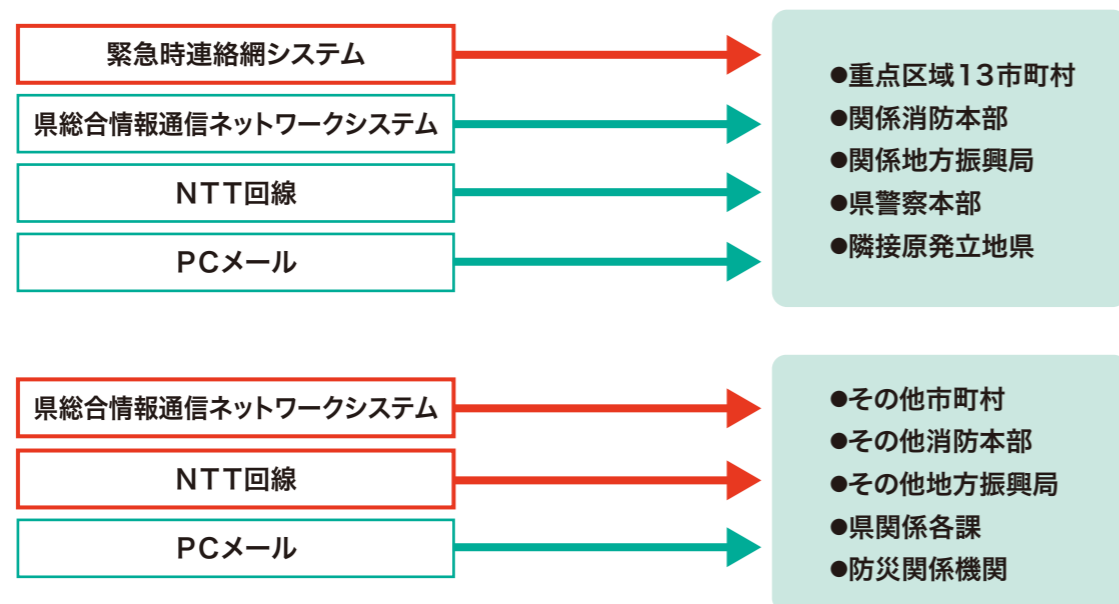 緊急時連絡網システム
県総合情報通信ネットワークシステム
NTT回線
PCメール
●重点区域13市町村
●関係消防本部
●関係地方振興局
●県警察本部
●隣接原発立地県
県総合情報通信ネットワークシステム
NTT回線
PCメール
●その他市町村
●その他消防本部
●その他地方振興局
●県関係各課
●防災関係機関